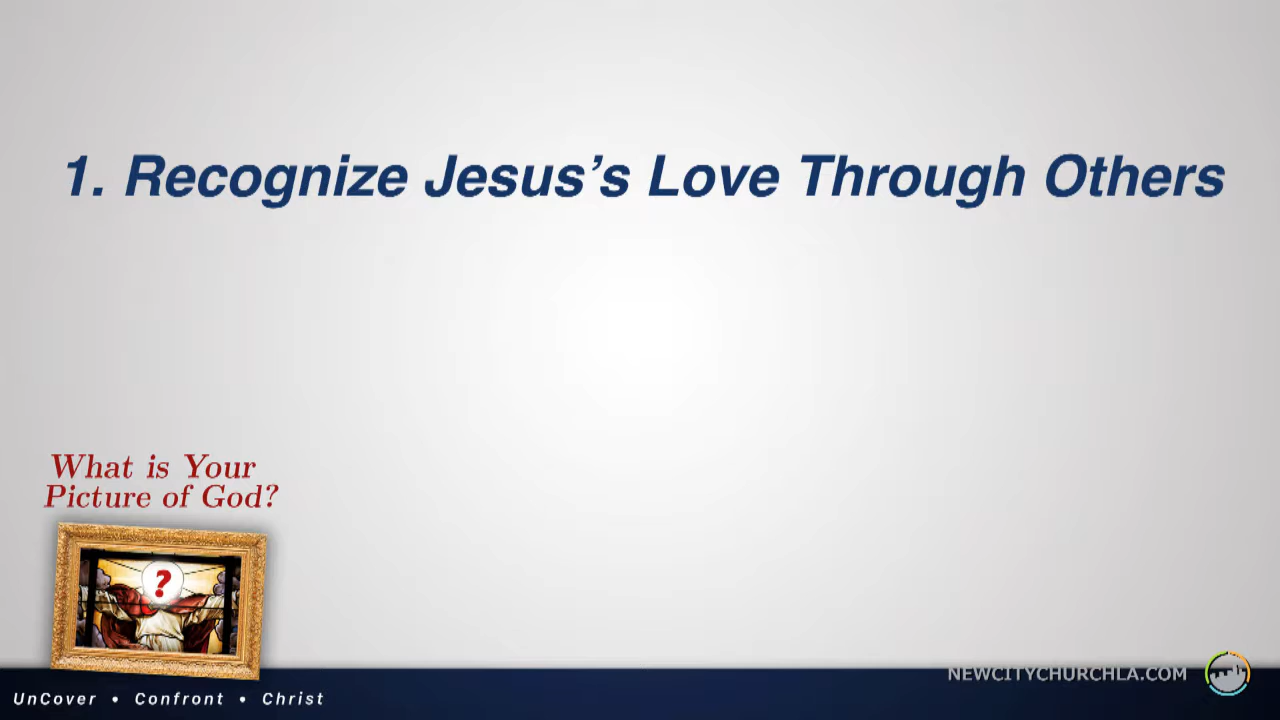 1. Recognize Jesus’s Love Through Others
What is Your
Picture of God?
?
NEWCITYCHURCHLA.COM
UnCover • Confront • Christ